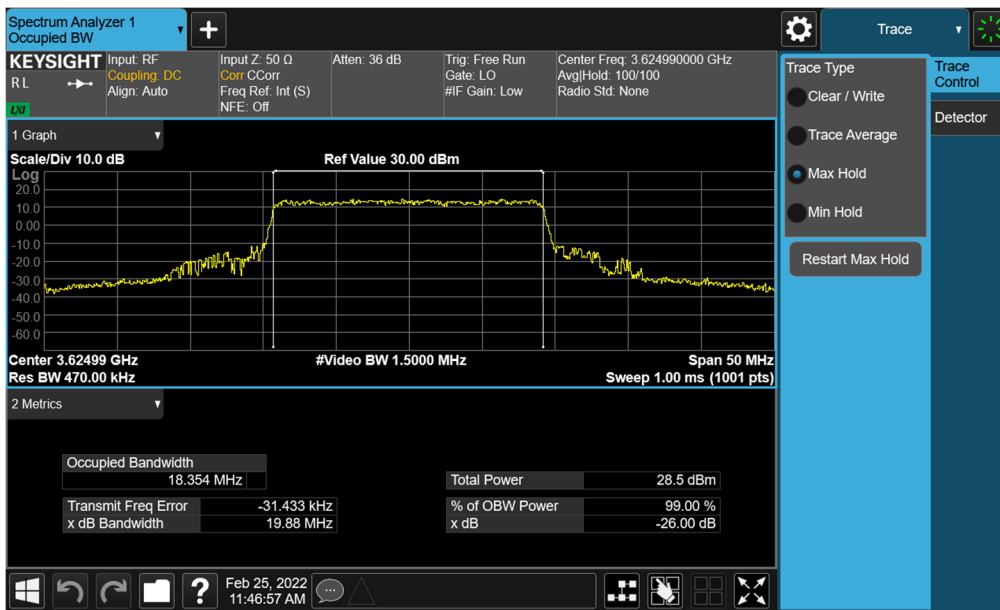 Spectrum Analyzer 1
Occupied BW
+
Trace
KEYSIGHT
R L
LXI
Input: RF
Coupling: DC
Align: Auto
Input Z: 50 Ω
Corr CCorr
Freq Ref: Int (S)
NFE: Off
Atten: 36 dB
Trig: Free Run
Gate: LO
#IF Gain: Low
Center Freq: 3.624990000 GHz
Avg|Hold: 100/100
Radio Std: None
Trace Type
Clear / Write
Trace Average
Max Hold
Min Hold
Restart Max Hold
Trace
Control
Detector
1 Graph
Scale/Div 10.0 dB
Ref Value 30.00 dBm
Log
20.0
10.0
0.00
-10.0
-20.0
-30.0
-40.0
-50.0
-60.0
Center 3.62499 GHz
#Video BW 1.5000 MHz
Span 50 MHz
Res BW 470.00 kHz
Sweep 1.00 ms (1001 pts)
2 Metrics
Occupied Bandwidth
18.354 MHz
Total Power 28.5 dBm
Transmit Freq Error -31.433 kHz
% of OBW Power 99.00 %
x dB Bandwidth 19.88 MHz
x dB -26.00 dB
?
Feb 25, 2022
11:46:57 AM